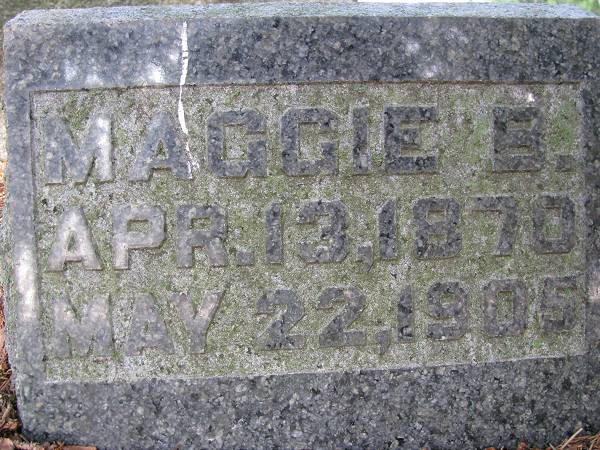 MAGGIE B.
APR. 13, 1870
MAY 22, 1905